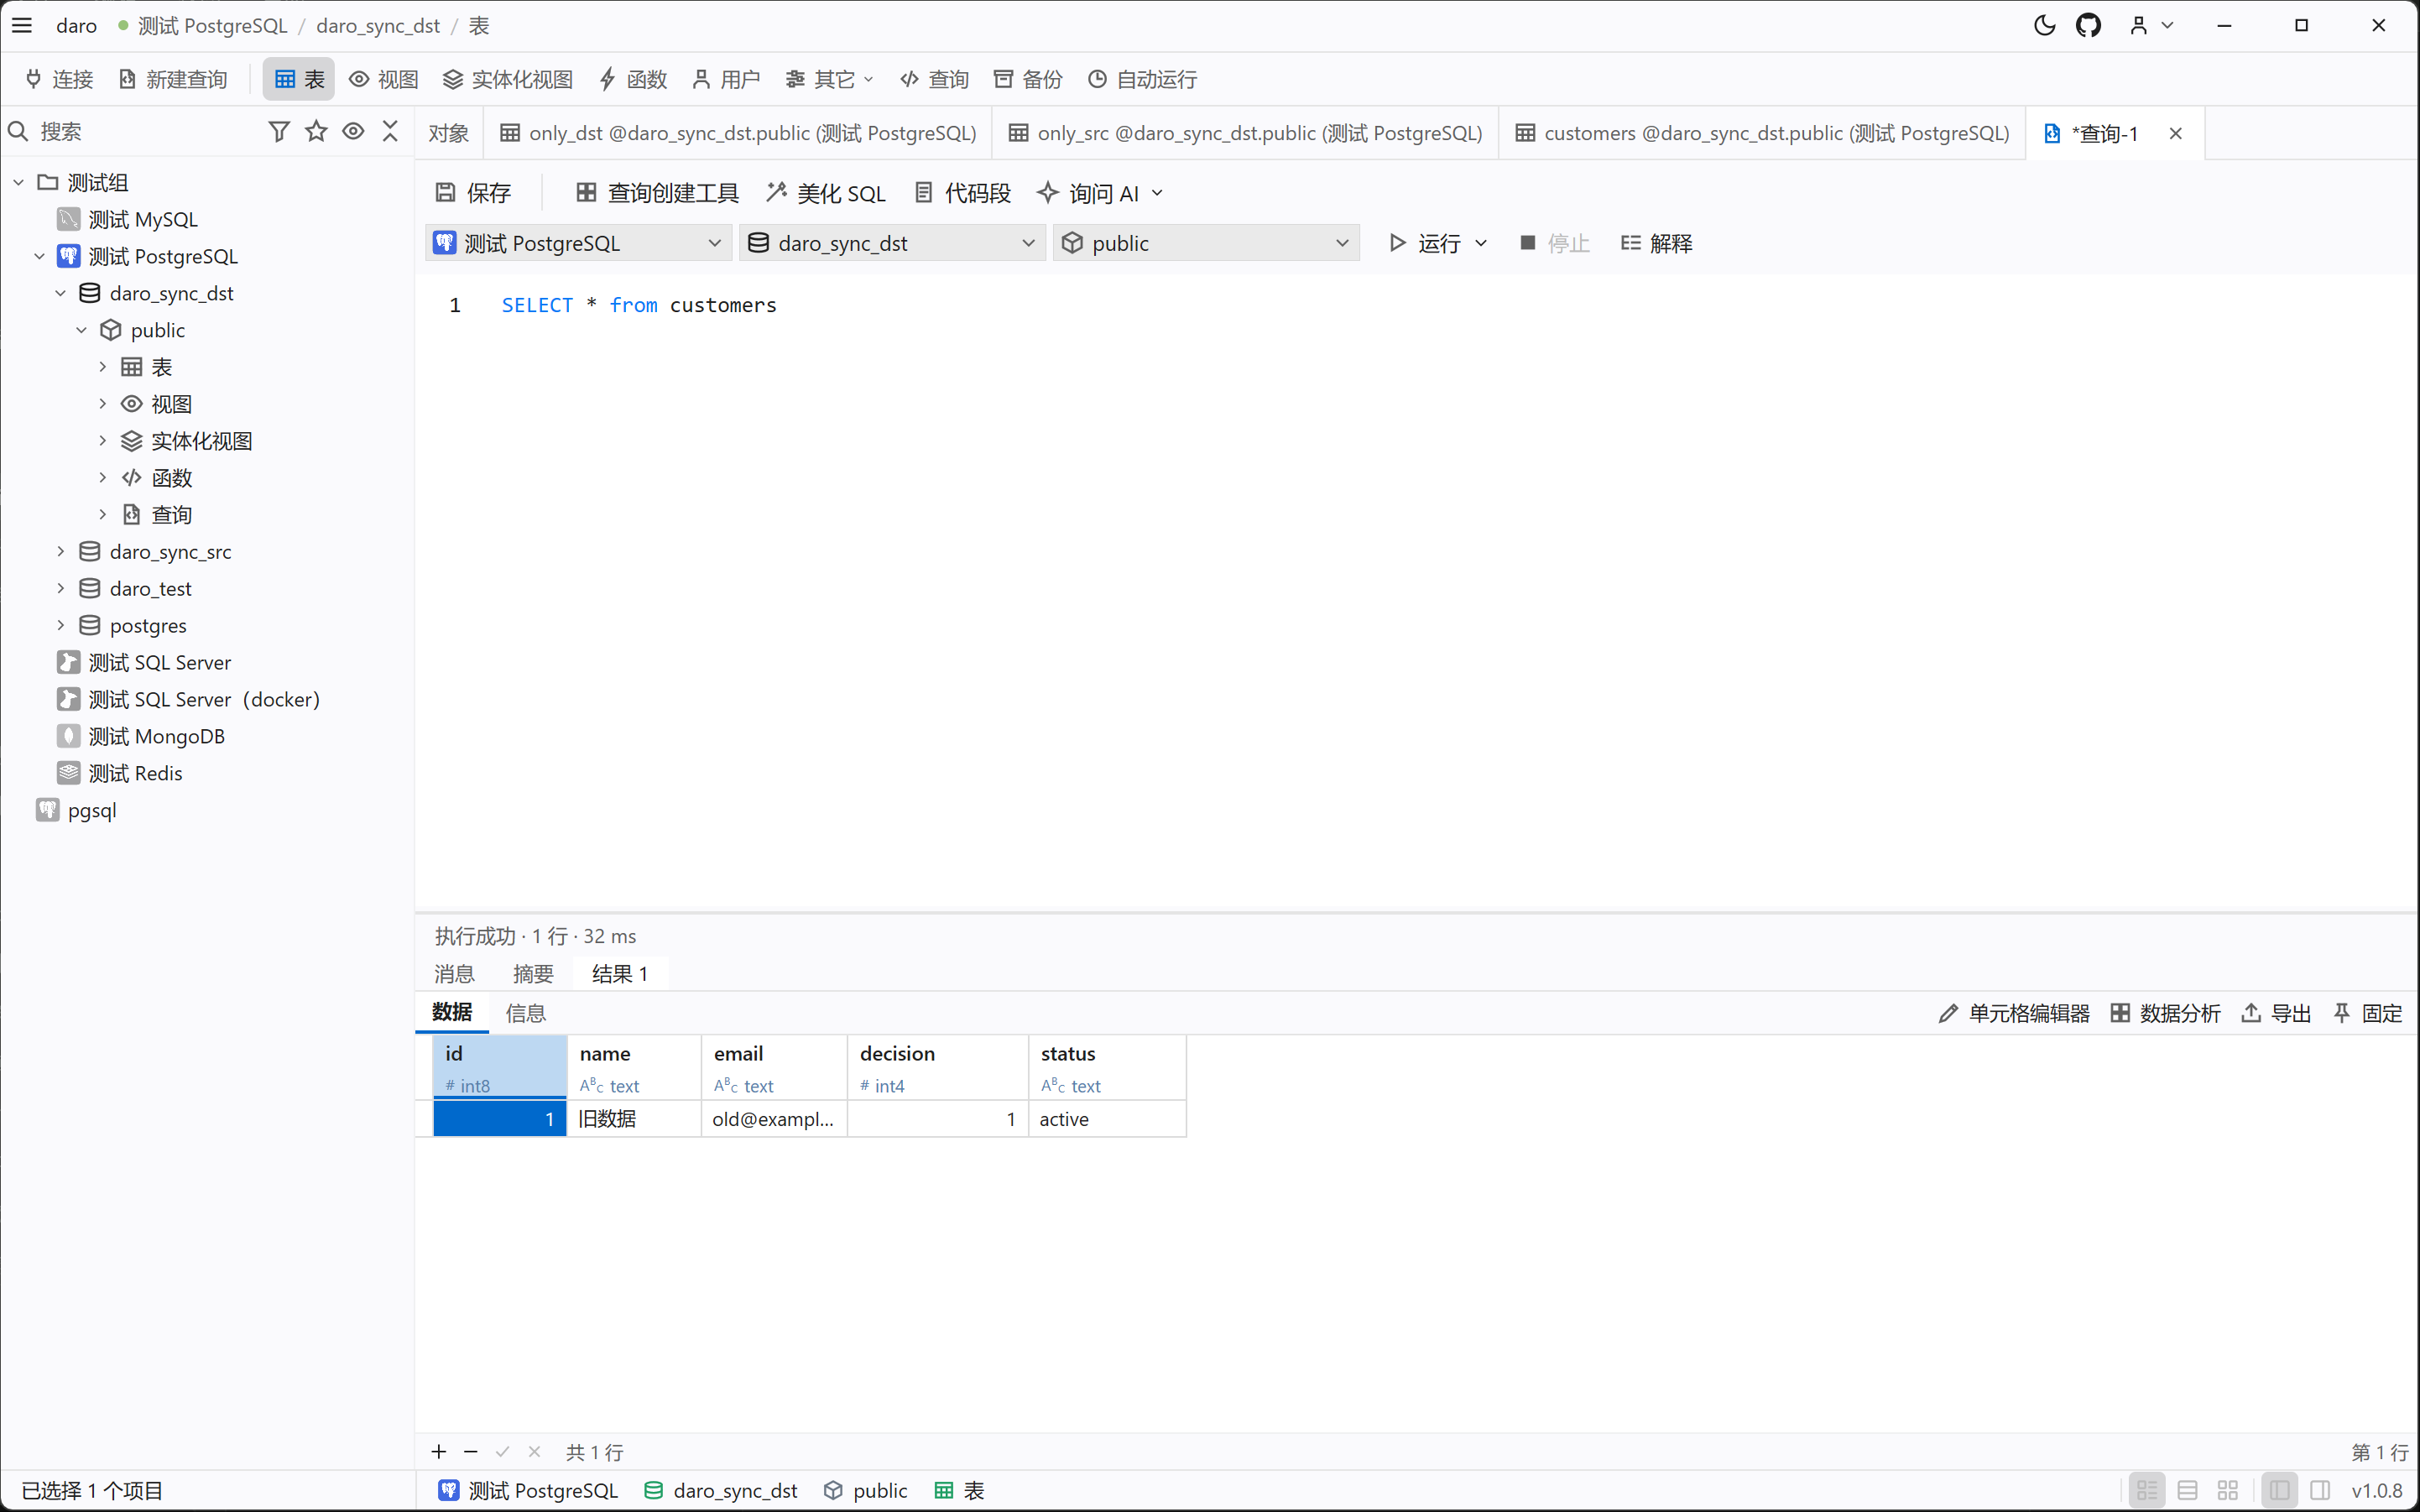 daro 测试 PostgreSQL / daro_sync_dst / 表
连接 新建查询 表 视图 实体化视图 函数 用户 其它 查询 备份 自动运行
搜索
对象 only_dst @daro_sync_dst.public (测试 PostgreSQL) only_src @daro_sync_dst.public (测试 PostgreSQL) customers @daro_sync_dst.public (测试 PostgreSQL) *查询-1
测试组
测试 MySQL
测试 PostgreSQL
daro_sync_dst
public
表
视图
实体化视图
函数
查询
daro_sync_src
daro_test
postgres
测试 SQL Server
测试 SQL Server（docker）
测试 MongoDB
测试 Redis
pgsql
保存 查询创建工具 美化 SQL 代码段 询问 AI
测试 PostgreSQL daro_sync_dst public 运行 停止 解释
1 SELECT * from customers
执行成功 · 1 行 · 32 ms
消息 摘要 结果 1
数据 信息 单元格编辑器 数据分析 导出 固定
id name email decision status
# int8 ABC text ABC text # int4 ABC text
1 旧数据 old@exampl... 1 active
共 1 行 第 1 行
已选择 1 个项目 测试 PostgreSQL daro_sync_dst public 表 v1.0.8